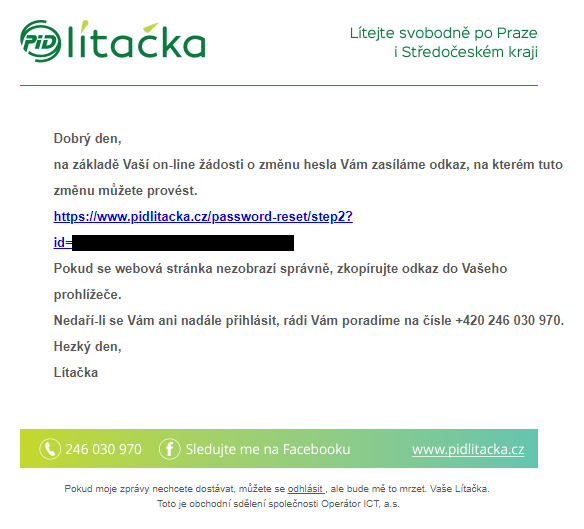 PID lítačka
Lítejte svobodně po Praze
i Středočeském kraji
Dobrý den,
na základě Vaší on-line žádosti o změnu hesla Vám zasíláme odkaz, na kterém tuto
změnu můžete provést.
https://www.pidlitacka.cz/password-reset/step2?
id=
Pokud se webová stránka nezobrazí správně, zkopírujte odkaz do Vašeho
prohlížeče.
Nedaří-li se Vám ani nadále přihlásit, rádi Vám poradíme na čísle +420 246 030 970.
Hezký den,
Lítačka
246 030 970 Sledujte me na Facebooku www.pidlitacka.cz
Pokud moje zprávy nechcete dostávat, můžete se odhlásit , ale bude mě to mrzet. Vaše Lítačka.
Toto je obchodní sdělení společnosti Operátor ICT, a.s.